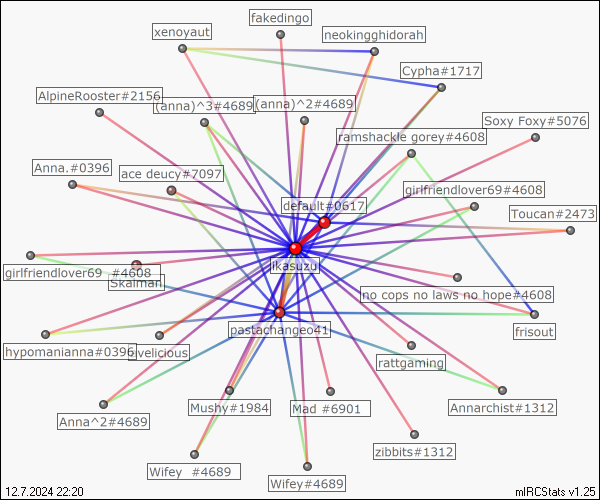 fakedingo
xenoyaut
neokingghidorah
Cypha#1717
AlpineRooster#2156
(anna)^3#4689
(anna)^2#4689
Soxy Foxy#5076
ramshackle gorey#4608
Anna.#0396
ace deucy#7097
girlfriendlover69#4608
default#0617
Toucan#2473
ikasuzu
girlfriendlover69 #4608
Skalman
no cops no laws no hope#4608
pastachangeo41
frisout
hypomanianna#0396
velicious
rattgaming
Anna^2#4689
Mushy#1984
Mad #6901
Annarchist#1312
zibbits#1312
Wifey #4689
Wifey#4689
12.7.2024 22:20
mIRCStats v1.25